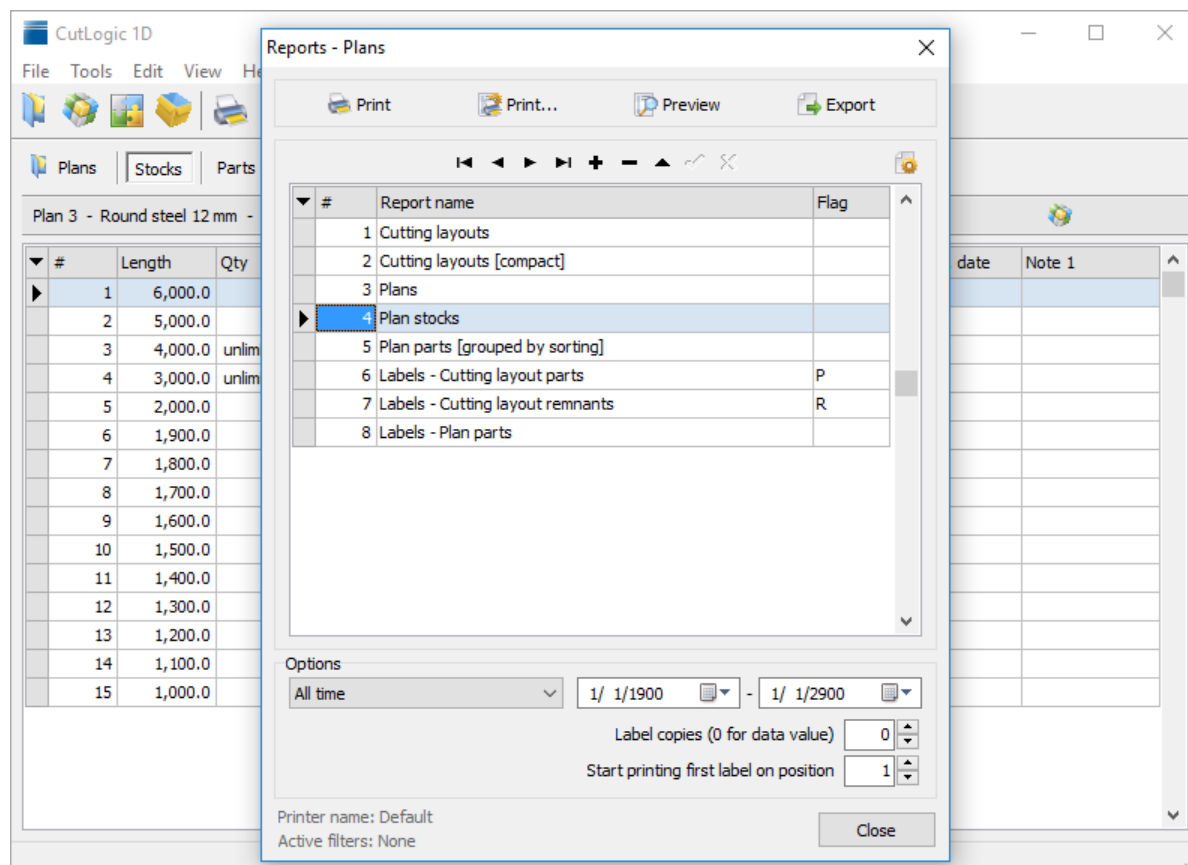 CutLogic 1D
File Tools Edit View He
Plans Stocks Parts
Plan 3 - Round steel 12 mm -
# Length Qty date Note 1
1 6,000.0
2 5,000.0
3 4,000.0 unlim
4 3,000.0 unlim
5 2,000.0
6 1,900.0
7 1,800.0
8 1,700.0
9 1,600.0
10 1,500.0
11 1,400.0
12 1,300.0
13 1,200.0
14 1,100.0
15 1,000.0
Reports - Plans
Print Print... Preview Export
# Report name Flag
1 Cutting layouts
2 Cutting layouts [compact]
3 Plans
4 Plan stocks
5 Plan parts [grouped by sorting]
6 Labels - Cutting layout parts P
7 Labels - Cutting layout remnants R
8 Labels - Plan parts
Options
All time 1/ 1/1900 - 1/ 1/2900
Label copies (0 for data value) 0
Start printing first label on position 1
Printer name: Default
Active filters: None
Close